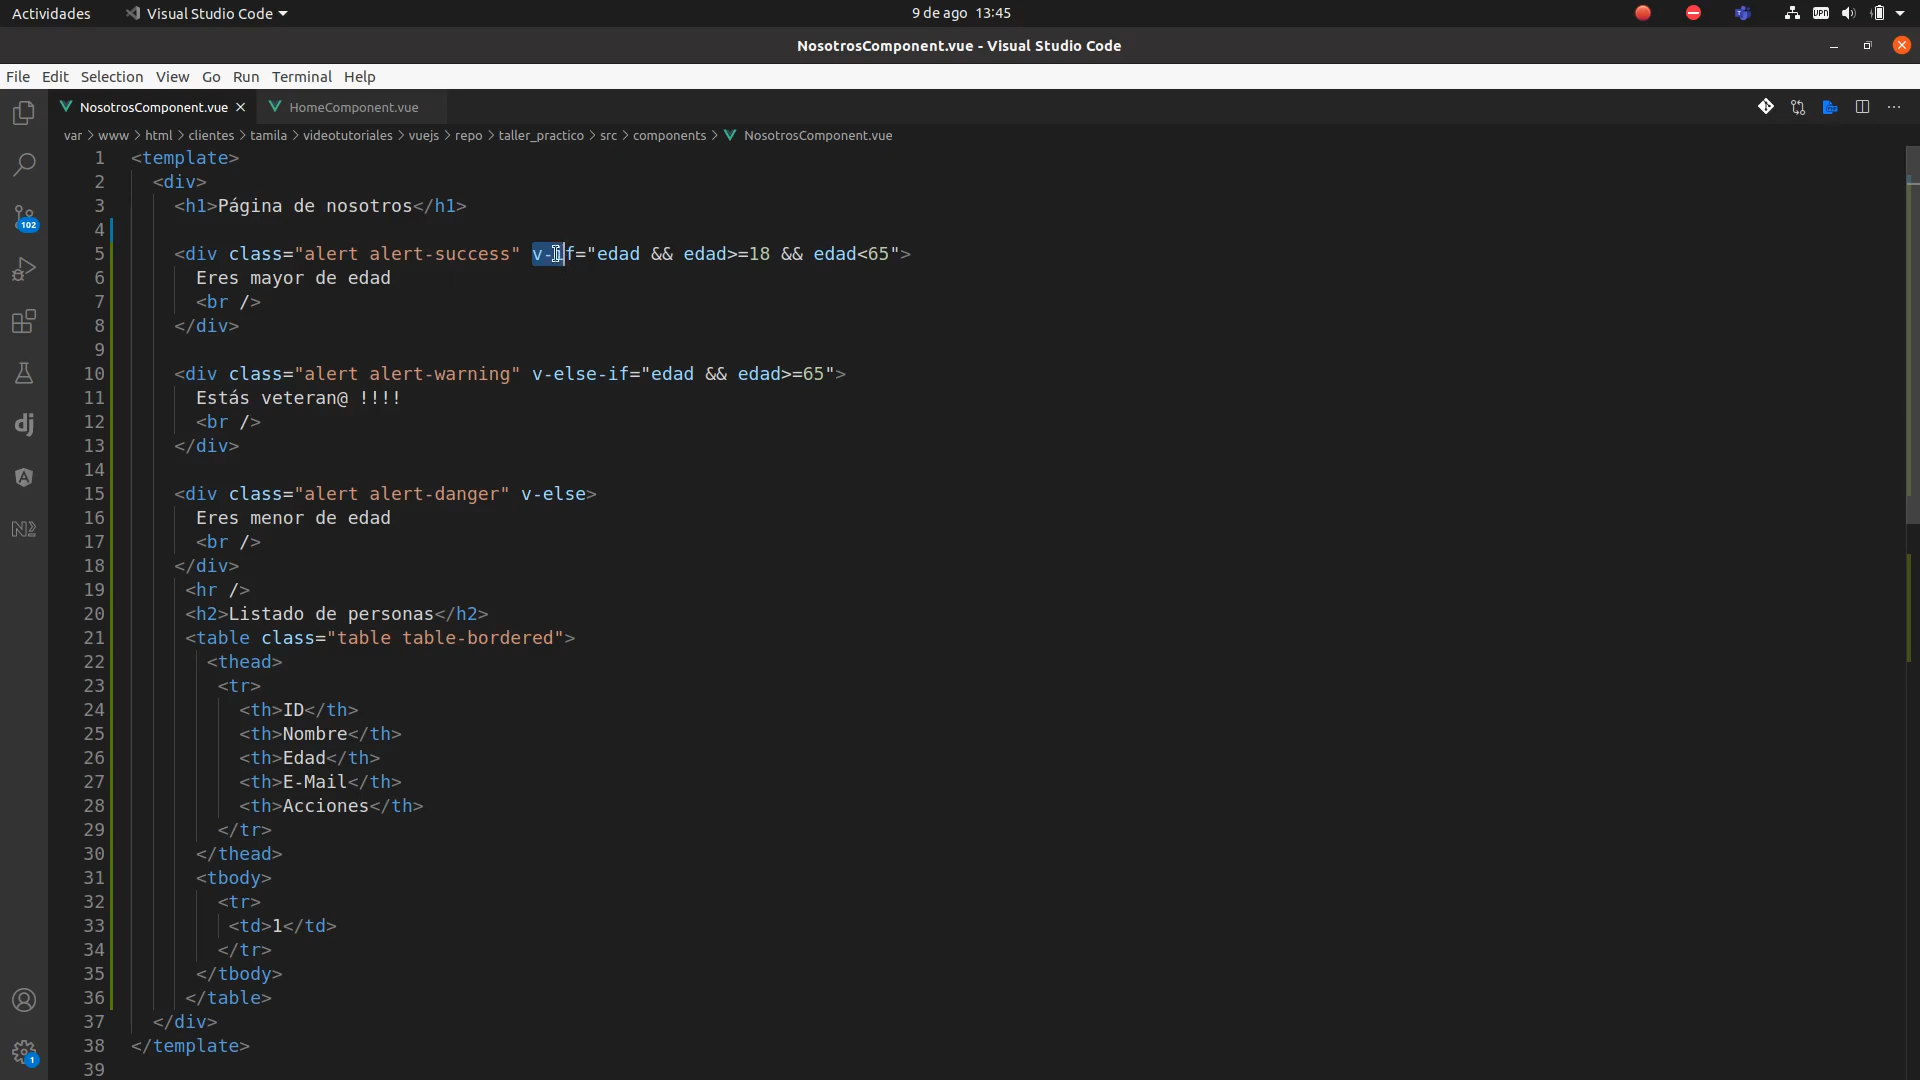 Actividades Visual Studio Code 9 de ago 13:45 VPN
NosotrosComponent.vue - Visual Studio Code
File Edit Selection View Go Run Terminal Help
NosotrosComponent.vue HomeComponent.vue
var > www > html > clientes > tamila > videotutoriales > vuejs > repo > taller_practico > src > components > NosotrosComponent.vue
1 <template>
2 <div>
3 <h1>Página de nosotros</h1>
4
5 <div class="alert alert-success" v-if="edad && edad>=18 && edad<65">
6 Eres mayor de edad
7 <br />
8 </div>
9
10 <div class="alert alert-warning" v-else-if="edad && edad>=65">
11 Estás veteran@ !!!!
12 <br />
13 </div>
14
15 <div class="alert alert-danger" v-else>
16 Eres menor de edad
17 <br />
18 </div>
19 <hr />
20 <h2>Listado de personas</h2>
21 <table class="table table-bordered">
22 <thead>
23 <tr>
24 <th>ID</th>
25 <th>Nombre</th>
26 <th>Edad</th>
27 <th>E-Mail</th>
28 <th>Acciones</th>
29 </tr>
30 </thead>
31 <tbody>
32 <tr>
33 <td>1</td>
34 </tr>
35 </tbody>
36 </table>
37 </div>
38 </template>
39
102
dj
1